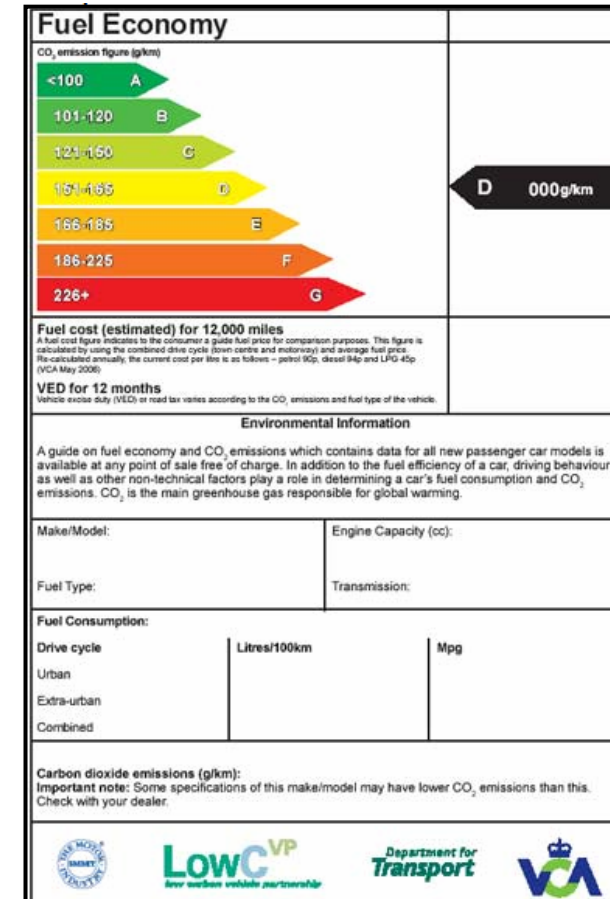 Fuel Economy
CO₂ emission figure (g/km)
<100 A
101-120 B
121-150 C
151-165 D
D 000g/km
166-185 E
186-225 F
226+ G
Fuel cost (estimated) for 12,000 miles
A fuel cost figure indicates to the consumer a guide fuel price for comparison purposes. This figure is
calculated by using the combined drive cycle (town centre and motorway) and average fuel price.
Re-calculated annually, the current cost per litre is as follows – petrol 90p, diesel 94p and LPG 45p
(VCA May 2006)
VED for 12 months
Vehicle excise duty (VED) or road tax varies according to the CO₂ emissions and fuel type of the vehicle.
Environmental Information
A guide on fuel economy and CO₂ emissions which contains data for all new passenger car models is
available at any point of sale free of charge. In addition to the fuel efficiency of a car, driving behaviour
as well as other non-technical factors play a role in determining a car's fuel consumption and CO₂
emissions. CO₂ is the main greenhouse gas responsible for global warming.
Make/Model:
Engine Capacity (cc):
Fuel Type:
Transmission:
Fuel Consumption:
Drive cycle Litres/100km Mpg
Urban
Extra-urban
Combined
Carbon dioxide emissions (g/km):
Important note: Some specifications of this make/model may have lower CO₂ emissions than this.
Check with your dealer.
THE MOTOR
SMMT
INDUSTRY
LowCVP
low carbon vehicle partnership
Department for
Transport
VCA